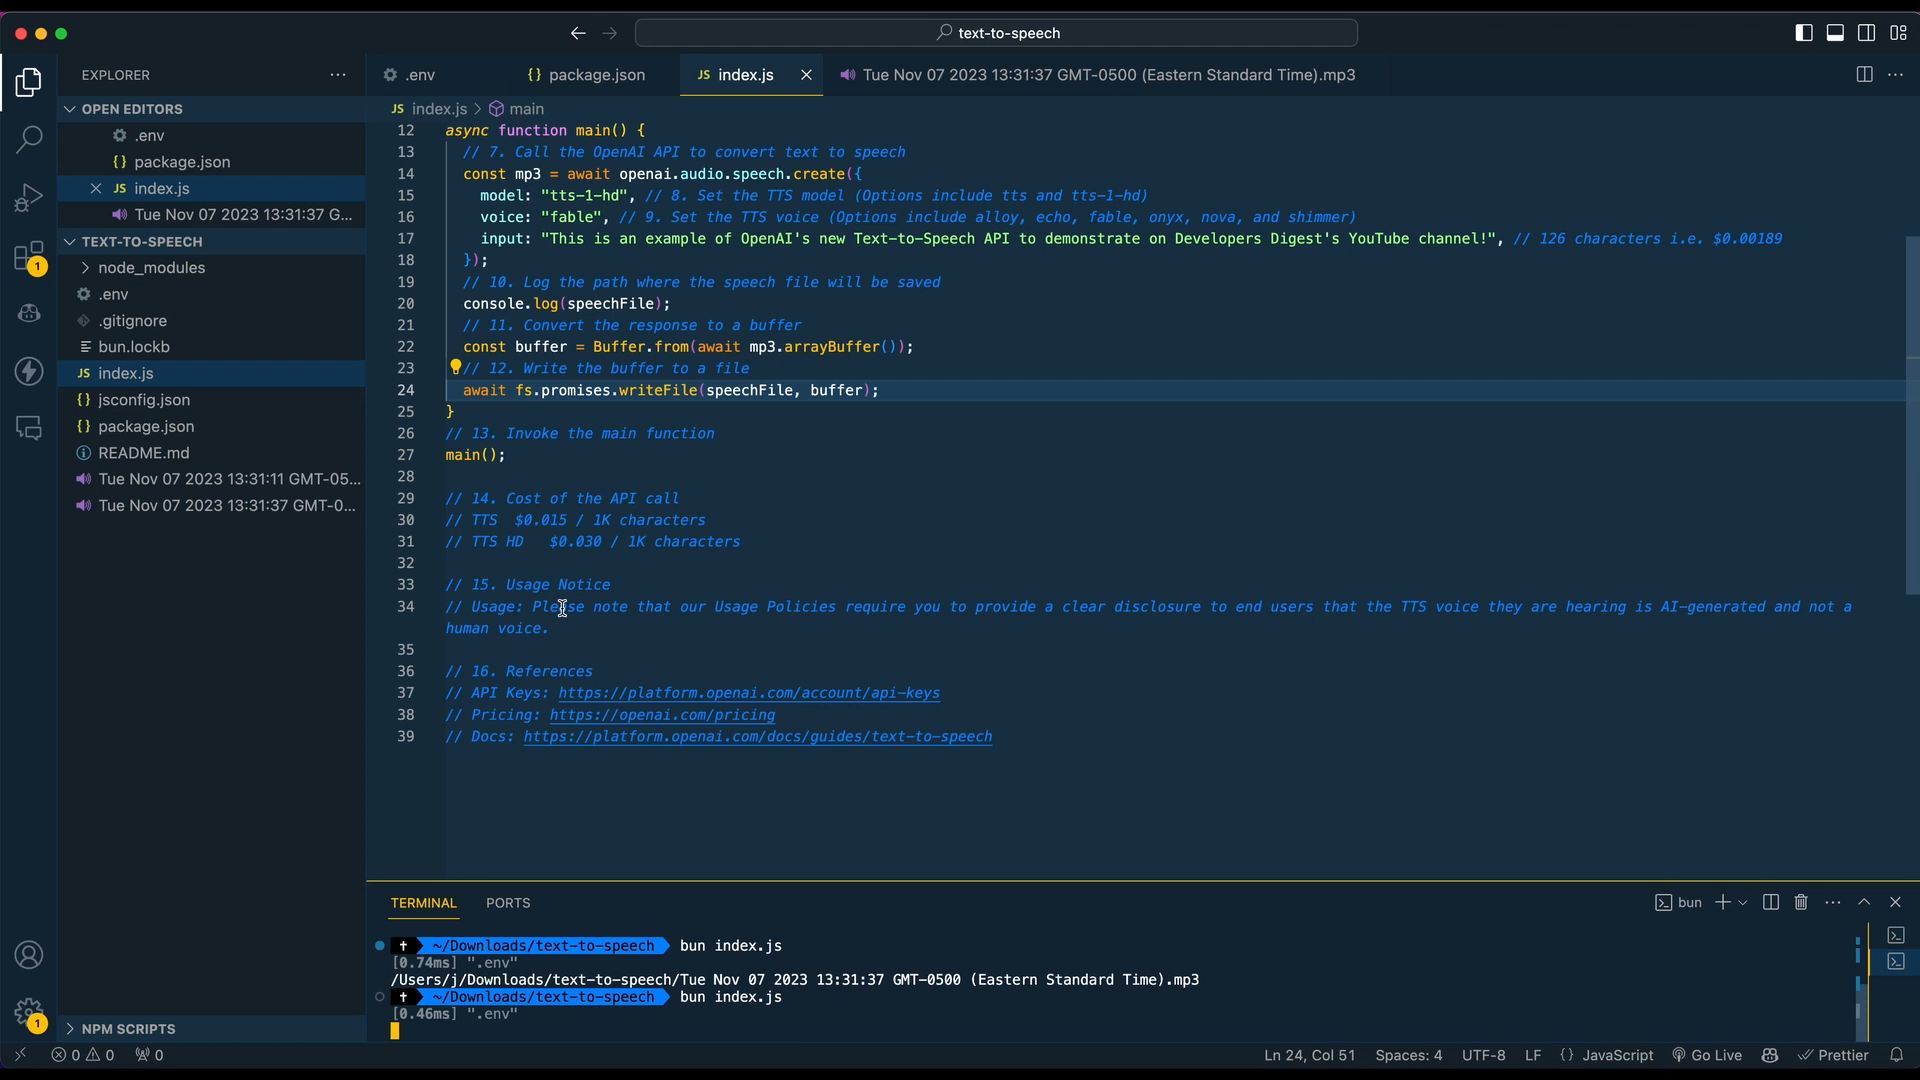 text-to-speech
EXPLORER
.env
package.json
index.js
Tue Nov 07 2023 13:31:37 GMT-0500 (Eastern Standard Time).mp3
OPEN EDITORS
.env
package.json
index.js
Tue Nov 07 2023 13:31:37 G...
TEXT-TO-SPEECH
node_modules
.env
.gitignore
bun.lockb
index.js
jsconfig.json
package.json
README.md
Tue Nov 07 2023 13:31:11 GMT-05...
Tue Nov 07 2023 13:31:37 GMT-0...
NPM SCRIPTS
1
1
JS index.js > main
12 async function main() {
13 // 7. Call the OpenAI API to convert text to speech
14 const mp3 = await openai.audio.speech.create({
15 model: "tts-1-hd", // 8. Set the TTS model (Options include tts and tts-1-hd)
16 voice: "fable", // 9. Set the TTS voice (Options include alloy, echo, fable, onyx, nova, and shimmer)
17 input: "This is an example of OpenAI's new Text-to-Speech API to demonstrate on Developers Digest's YouTube channel!", // 126 characters i.e. $0.00189
18 });
19 // 10. Log the path where the speech file will be saved
20 console.log(speechFile);
21 // 11. Convert the response to a buffer
22 const buffer = Buffer.from(await mp3.arrayBuffer());
23 // 12. Write the buffer to a file
24 await fs.promises.writeFile(speechFile, buffer);
25 }
26 // 13. Invoke the main function
27 main();
28
29 // 14. Cost of the API call
30 // TTS $0.015 / 1K characters
31 // TTS HD $0.030 / 1K characters
32
33 // 15. Usage Notice
34 // Usage: Please note that our Usage Policies require you to provide a clear disclosure to end users that the TTS voice they are hearing is AI-generated and not a
human voice.
35
36 // 16. References
37 // API Keys: https://platform.openai.com/account/api-keys
38 // Pricing: https://openai.com/pricing
39 // Docs: https://platform.openai.com/docs/guides/text-to-speech
TERMINAL PORTS
bun
~/Downloads/text-to-speech bun index.js
[0.74ms] ".env"
/Users/j/Downloads/text-to-speech/Tue Nov 07 2023 13:31:37 GMT-0500 (Eastern Standard Time).mp3
~/Downloads/text-to-speech bun index.js
[0.46ms] ".env"
0 0 0
Ln 24, Col 51 Spaces: 4 UTF-8 LF {} JavaScript Go Live Prettier